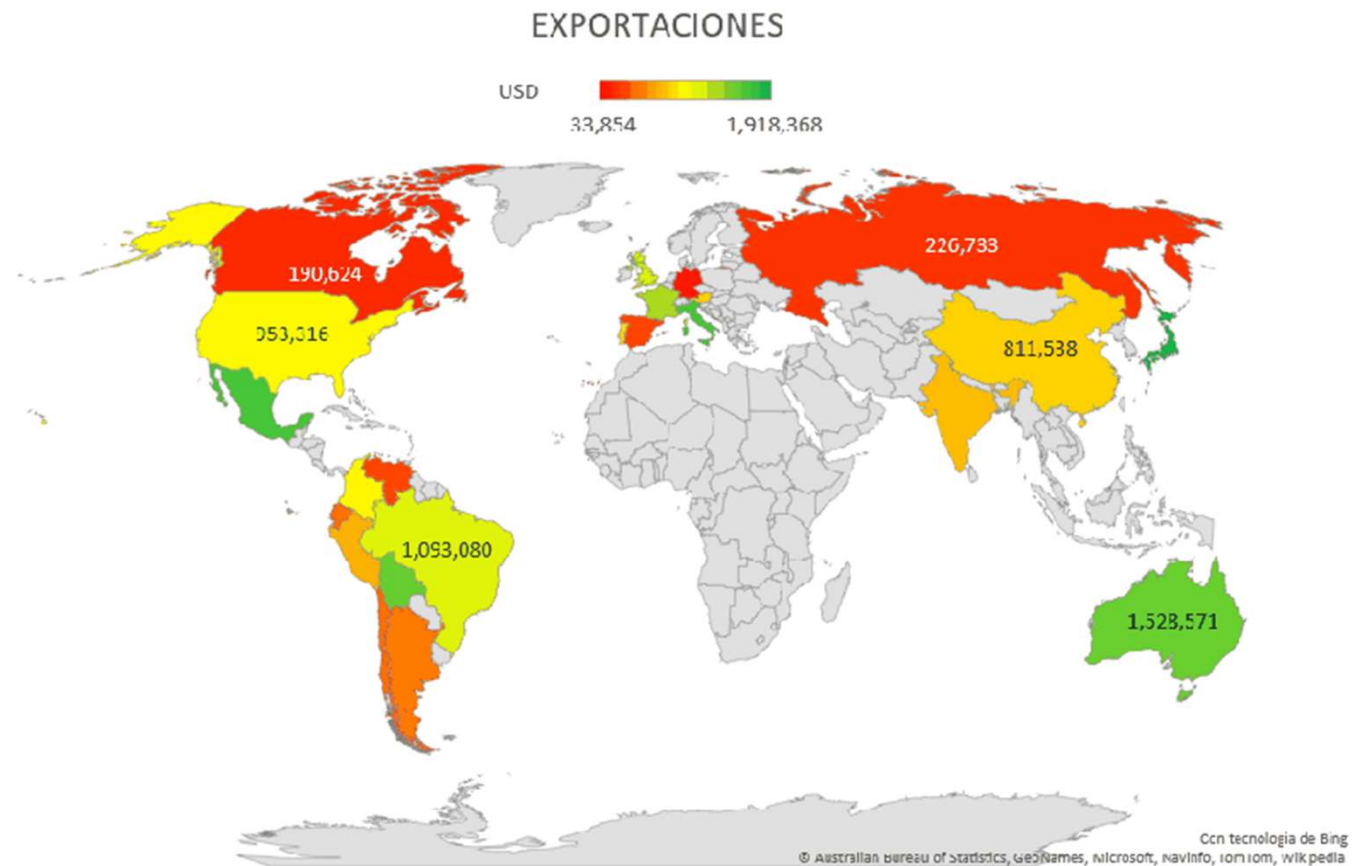 EXPORTACIONES
USD
33,854
1,918,368
190,624
226,733
953,316
811,538
1,093,080
1,528,571
Con tecnología de Bing
© Australian Bureau of Statistics, GeoNames, Microsoft, Navinfo, TomTom, Wikipedia